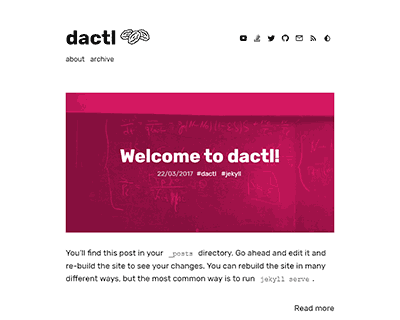 dactl
about archive
Welcome to dactl!
22/03/2017 #dactl #jekyll
You'll find this post in your _posts directory. Go ahead and edit it and
re-build the site to see your changes. You can rebuild the site in many
different ways, but the most common way is to run jekyll serve .
Read more